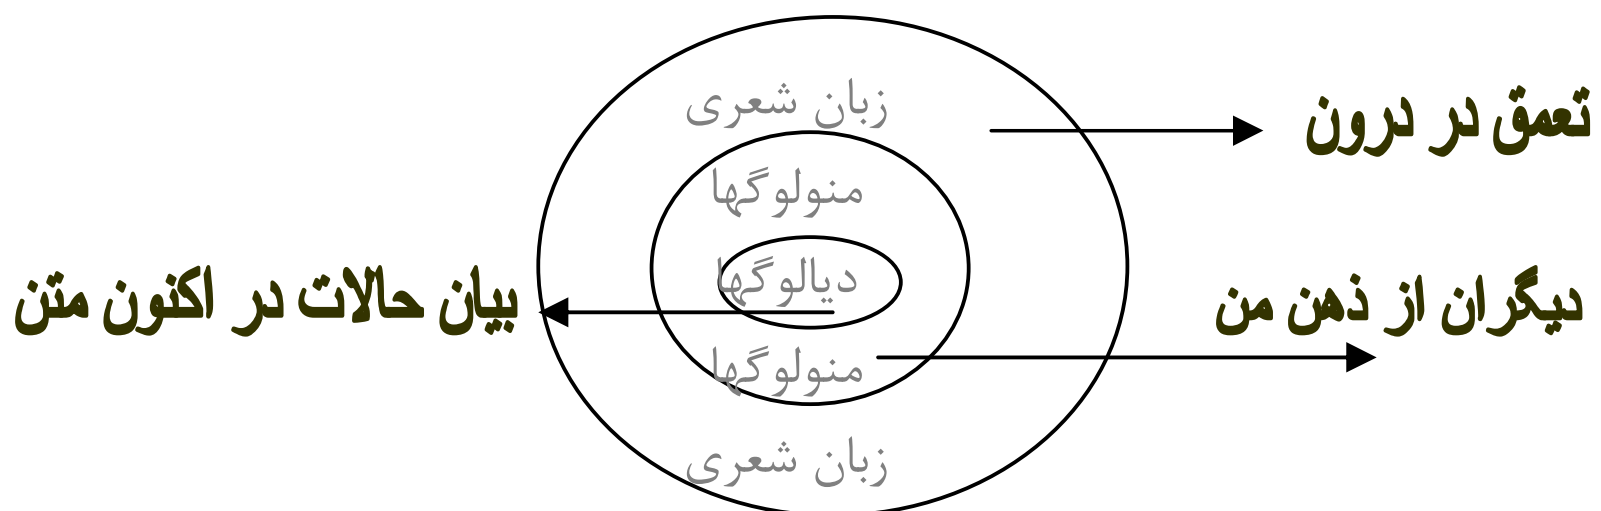 زبان شعری
تعمق در درون
منولوگها
دیالوگها
بیان حالات در اکنون متن
دیگران از ذهن من
منولوگها
زبان شعری